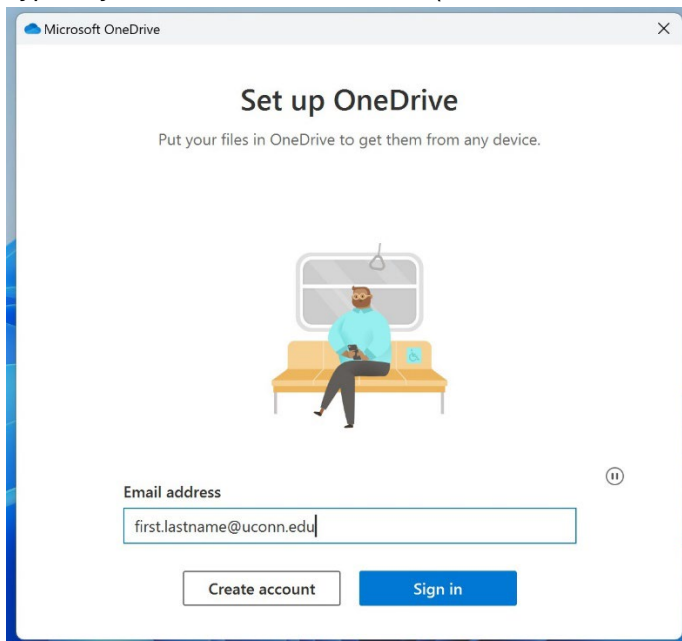 Microsoft OneDrive
Set up OneDrive
Put your files in OneDrive to get them from any device.
Email address
first.lastname@uconn.edu
Create account
Sign in